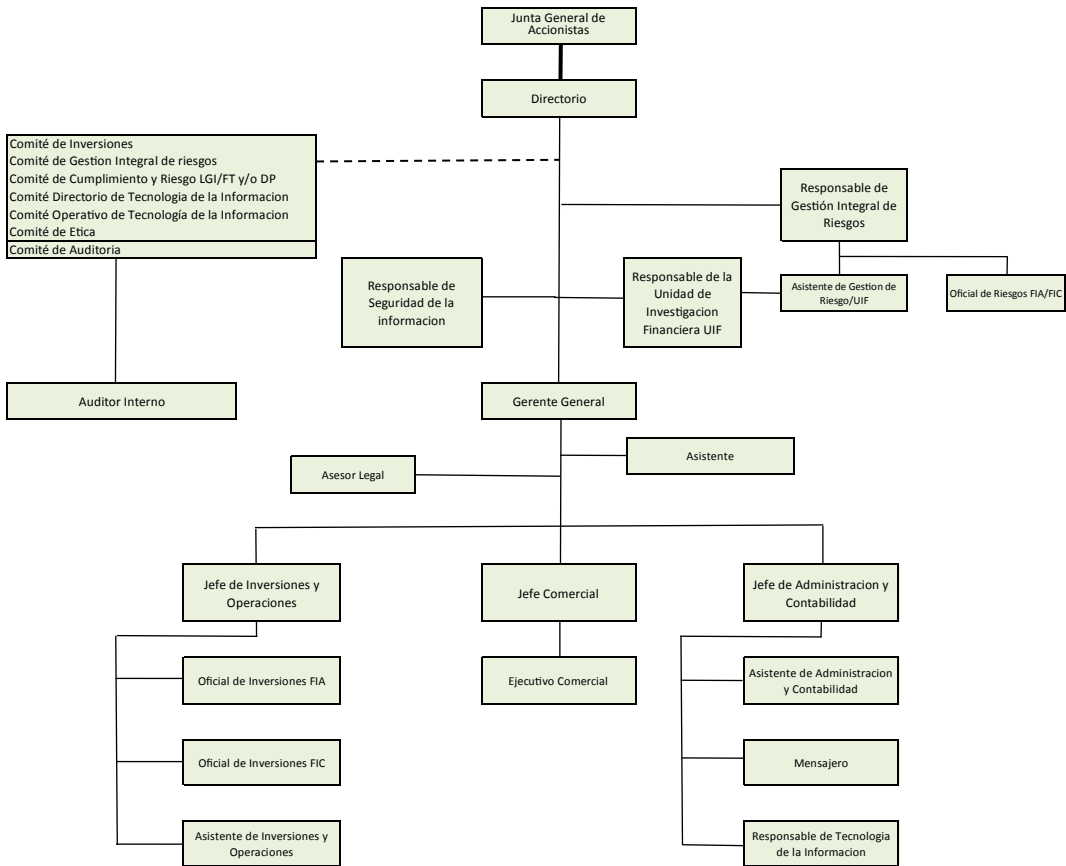 Junta General de
Accionistas
Directorio
Comité de Inversiones
Comité de Gestion Integral de riesgos
Comité de Cumplimiento y Riesgo LGI/FT y/o DP
Comité Directorio de Tecnologia de la Informacion
Comité Operativo de Tecnología de la Informacion
Comité de Etica
Comité de Auditoria
Responsable de
Gestión Integral de
Riesgos
Responsable de
Seguridad de la
informacion
Responsable de la
Unidad de
Investigacion
Financiera UIF
Asistente de Gestion de
Riesgo/UIF
Oficial de Riesgos FIA/FIC
Auditor Interno
Gerente General
Asistente
Asesor Legal
Jefe de Inversiones y
Operaciones
Jefe Comercial
Jefe de Administracion y
Contabilidad
Oficial de Inversiones FIA
Ejecutivo Comercial
Asistente de Administracion
y Contabilidad
Oficial de Inversiones FIC
Mensajero
Asistente de Inversiones y
Operaciones
Responsable de Tecnologia
de la Informacion